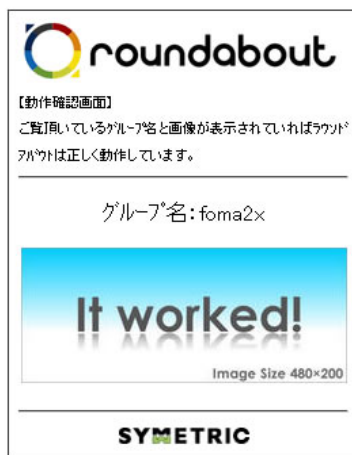 roundabout
【動作確認画面】
ご覧頂いているｸﾞﾙｰﾌﾟ名と画像が表示されていればﾗｳﾝﾄﾞ
ｱﾊﾞｳﾄは正しく動作しています。
ｸﾞﾙｰﾌﾟ名:foma2x
It worked!
Image Size 480×200
SYMETRIC